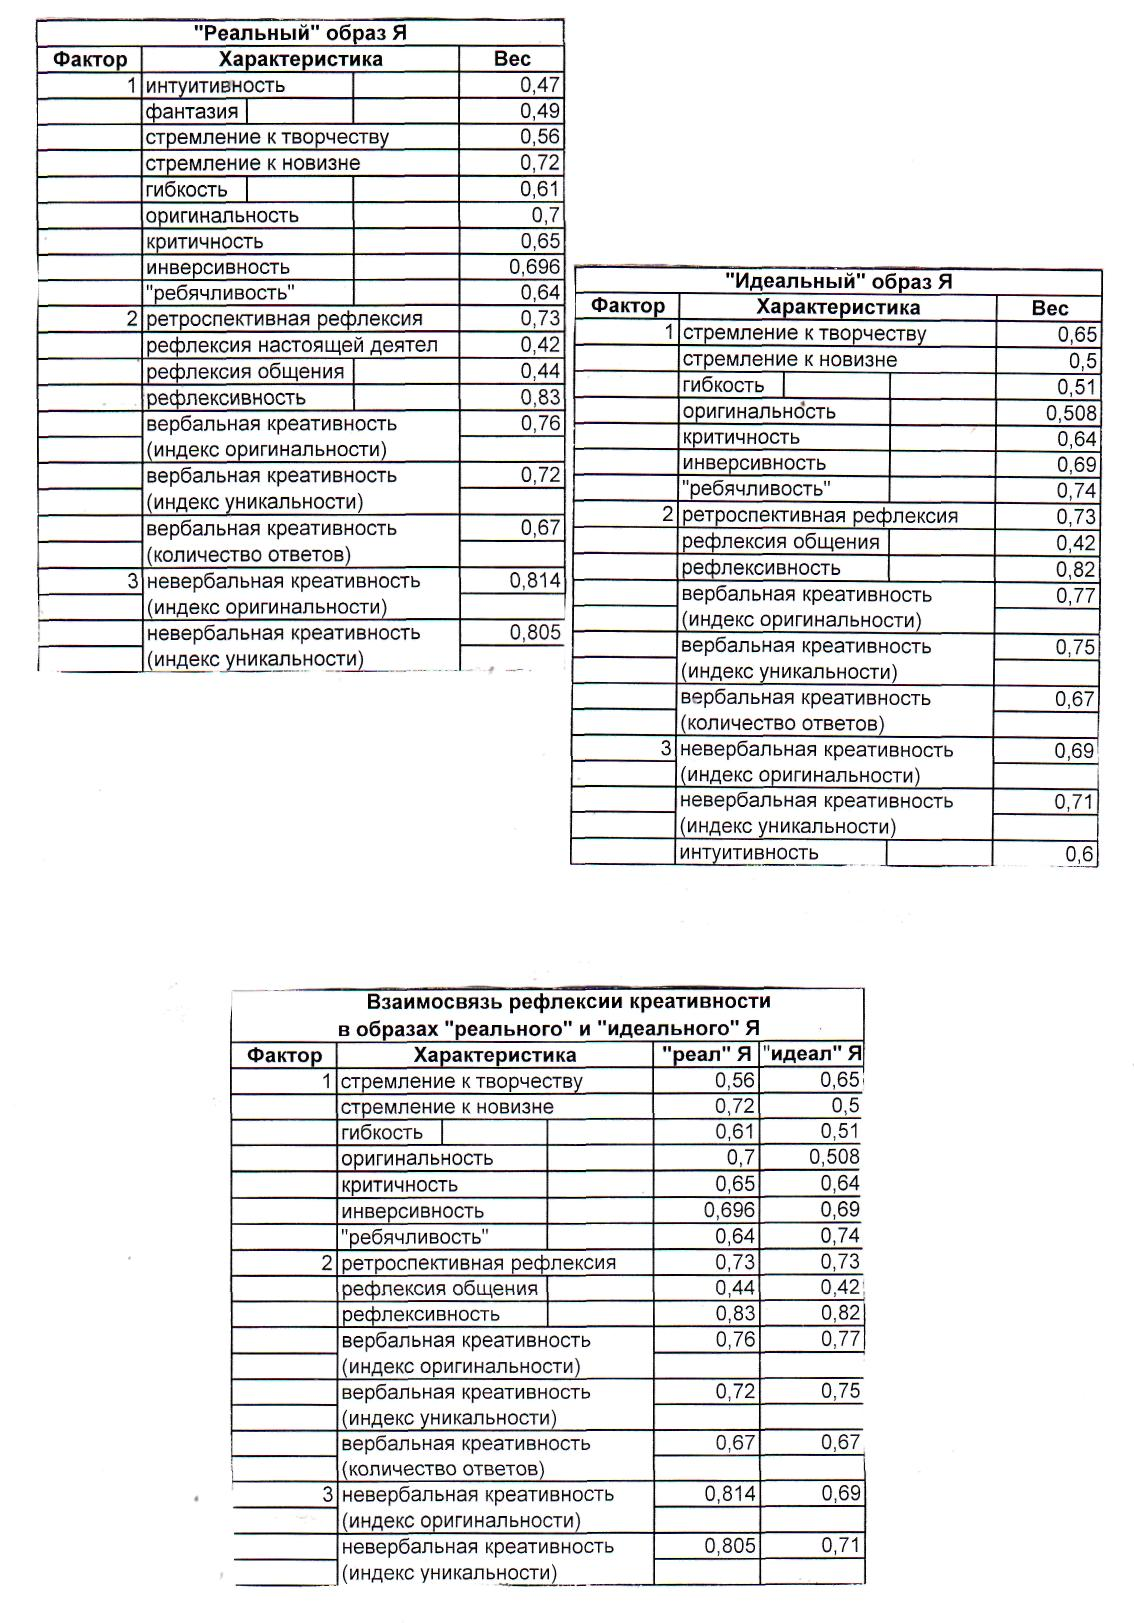 "Реальный" образ Я
Фактор Характеристика Вес
1 интуитивность 0,47
фантазия 0,49
стремление к творчеству 0,56
стремление к новизне 0,72
гибкость 0,61
оригинальность 0,7
критичность 0,65
инверсивность 0,696
"ребячливость" 0,64
2 ретроспективная рефлексия 0,73
рефлексия настоящей деятел 0,42
рефлексия общения 0,44
рефлексивность 0,83
вербальная креативность 0,76
(индекс оригинальности)
вербальная креативность 0,72
(индекс уникальности)
вербальная креативность 0,67
(количество ответов)
3 невербальная креативность 0,814
(индекс оригинальности)
невербальная креативность 0,805
(индекс уникальности)
"Идеальный" образ Я
Фактор Характеристика Вес
1 стремление к творчеству 0,65
стремление к новизне 0,5
гибкость 0,51
оригинальность 0,508
критичность 0,64
инверсивность 0,69
"ребячливость" 0,74
2 ретроспективная рефлексия 0,73
рефлексия общения 0,42
рефлексивность 0,82
вербальная креативность 0,77
(индекс оригинальности)
вербальная креативность 0,75
(индекс уникальности)
вербальная креативность 0,67
(количество ответов)
3 невербальная креативность 0,69
(индекс оригинальности)
невербальная креативность 0,71
(индекс уникальности)
интуитивность 0,6
Взаимосвязь рефлексии креативности
в образах "реального" и "идеального" Я
Фактор Характеристика "реал" Я "идеал" Я
1 стремление к творчеству 0,56 0,65
стремление к новизне 0,72 0,5
гибкость 0,61 0,51
оригинальность 0,7 0,508
критичность 0,65 0,64
инверсивность 0,696 0,69
"ребячливость" 0,64 0,74
2 ретроспективная рефлексия 0,73 0,73
рефлексия общения 0,44 0,42
рефлексивность 0,83 0,82
вербальная креативность 0,76 0,77
(индекс оригинальности)
вербальная креативность 0,72 0,75
(индекс уникальности)
вербальная креативность 0,67 0,67
(количество ответов)
3 невербальная креативность 0,814 0,69
(индекс оригинальности)
невербальная креативность 0,805 0,71
(индекс уникальности)